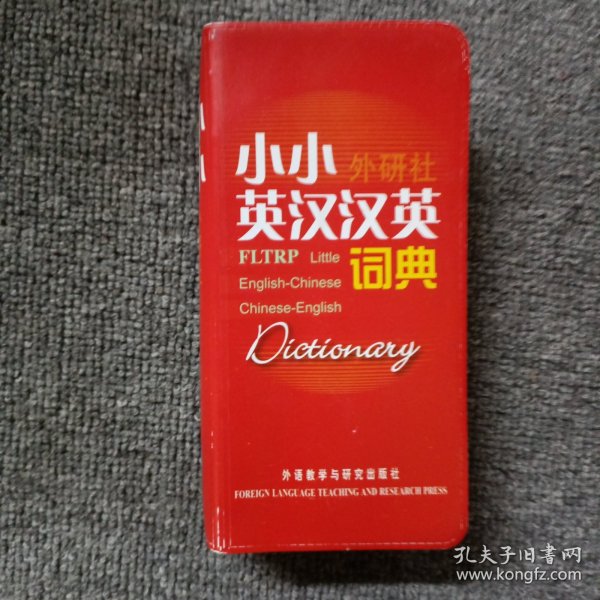 小小 外研社
英汉汉英
FLTRP Little 词典
English-Chinese
Chinese-English
Dictionary
外语教学与研究出版社
FOREIGN LANGUAGE TEACHING AND RESEARCH PRESS
孔夫子旧书网
www.kongfz.com